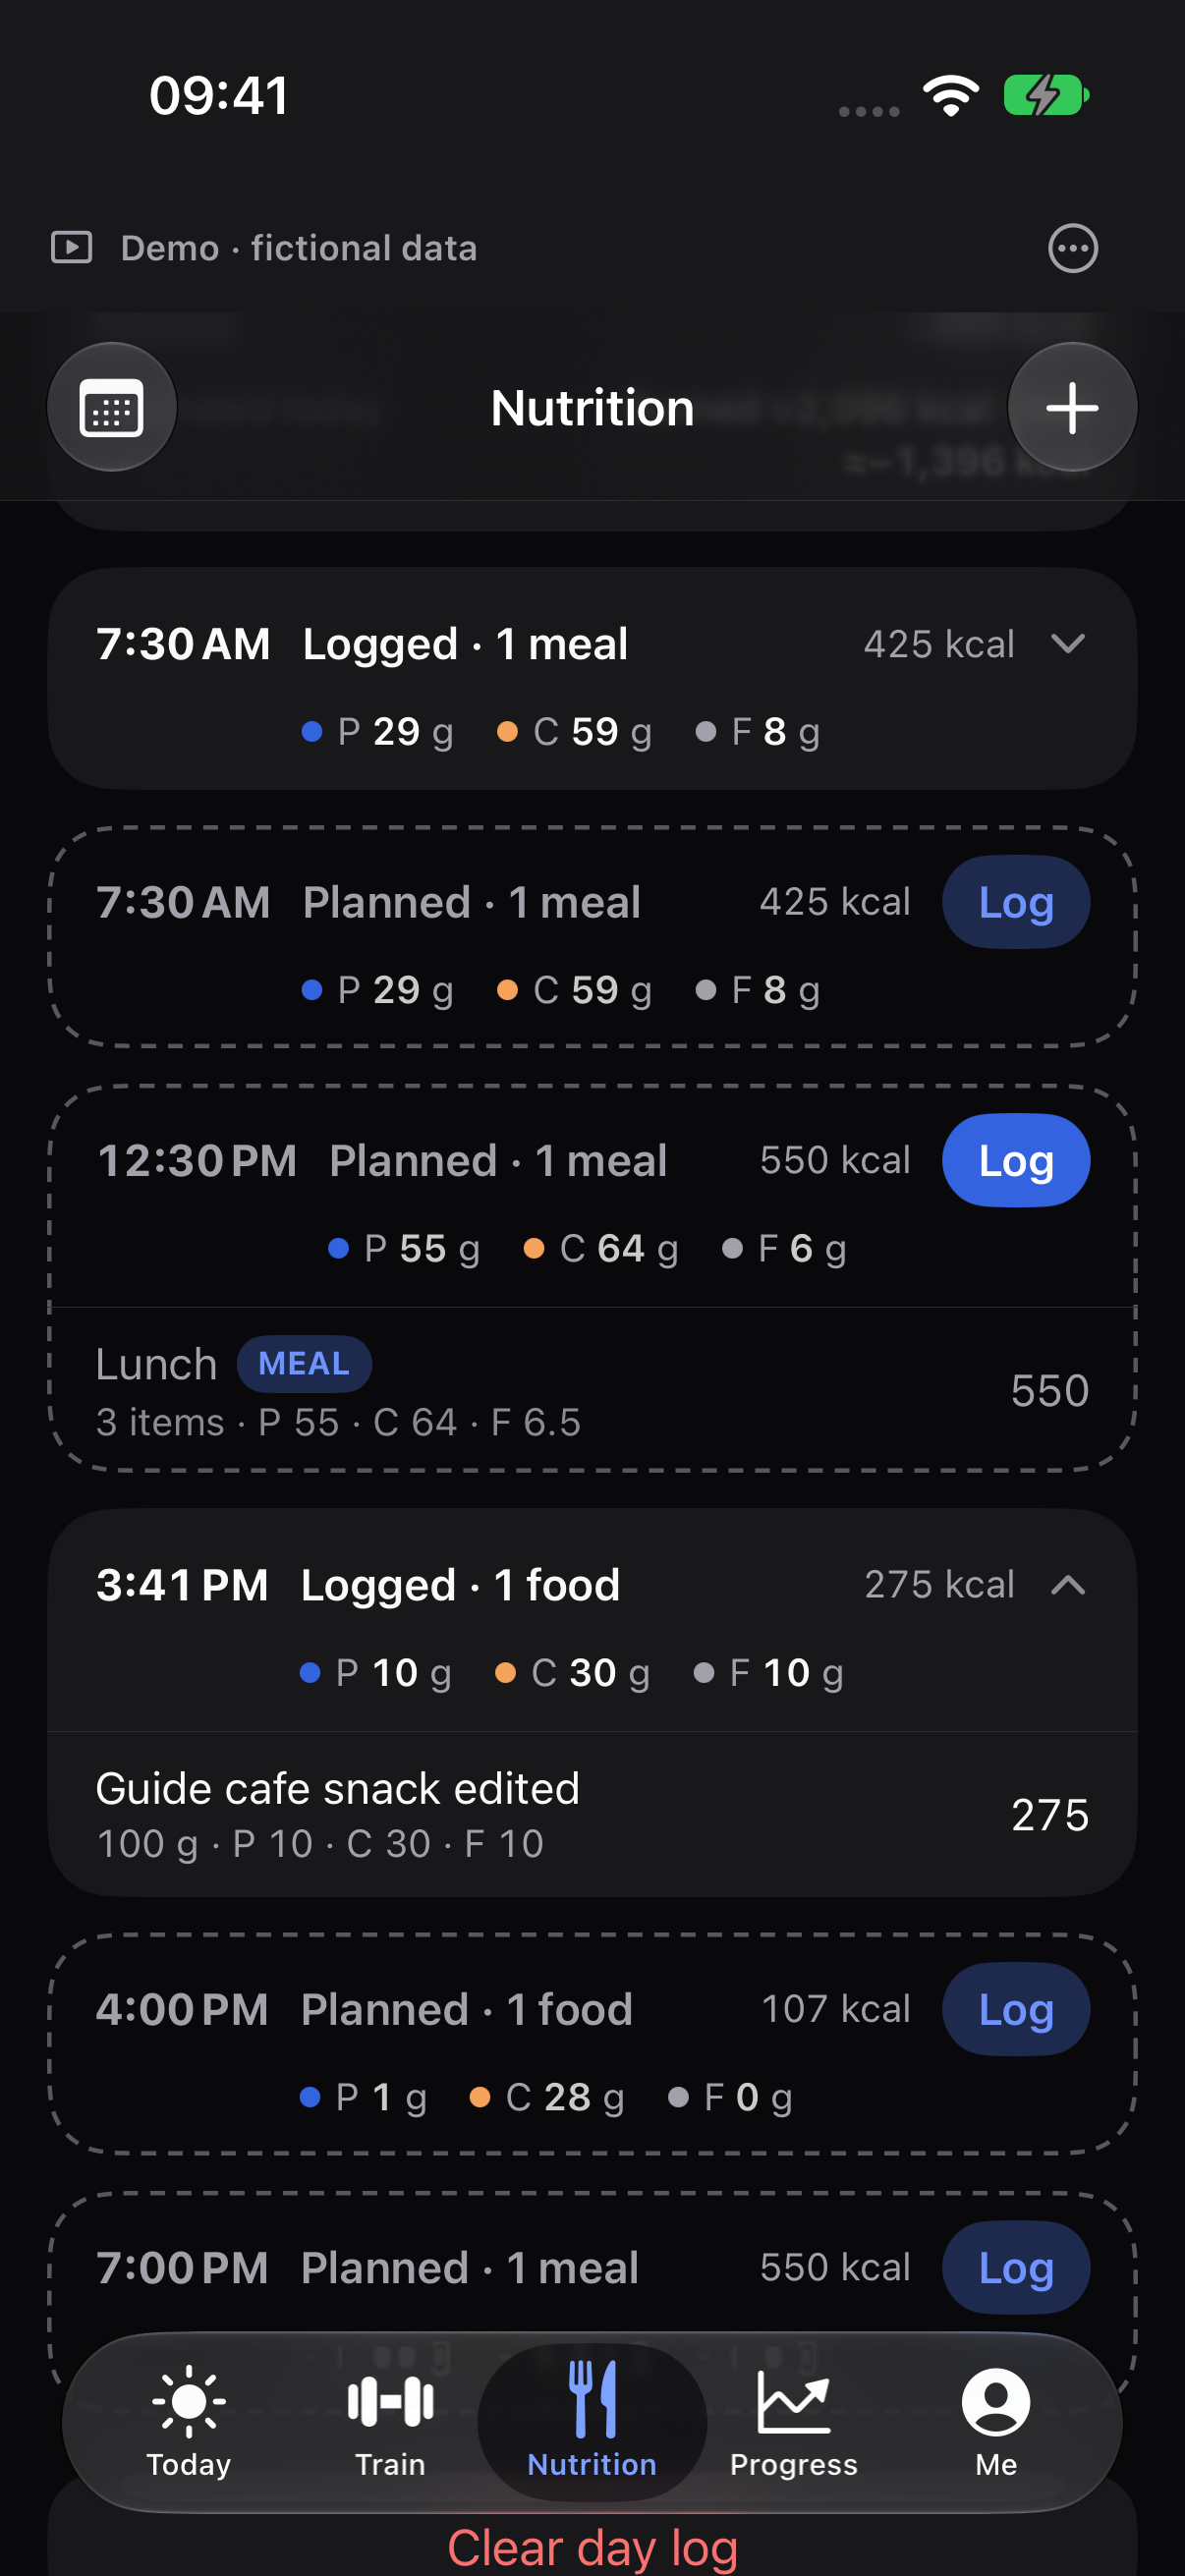 09:41
Demo · fictional data
Nutrition
≈−1,396 kcal
7:30 AM Logged · 1 meal 425 kcal
P 29 g C 59 g F 8 g
7:30 AM Planned · 1 meal 425 kcal Log
P 29 g C 59 g F 8 g
12:30 PM Planned · 1 meal 550 kcal Log
P 55 g C 64 g F 6 g
Lunch MEAL
3 items · P 55 · C 64 · F 6.5
550
3:41 PM Logged · 1 food 275 kcal
P 10 g C 30 g F 10 g
Guide cafe snack edited
100 g · P 10 · C 30 · F 10
275
4:00 PM Planned · 1 food 107 kcal Log
P 1 g C 28 g F 0 g
7:00 PM Planned · 1 meal 550 kcal Log
Today Train Nutrition Progress Me
Clear day log